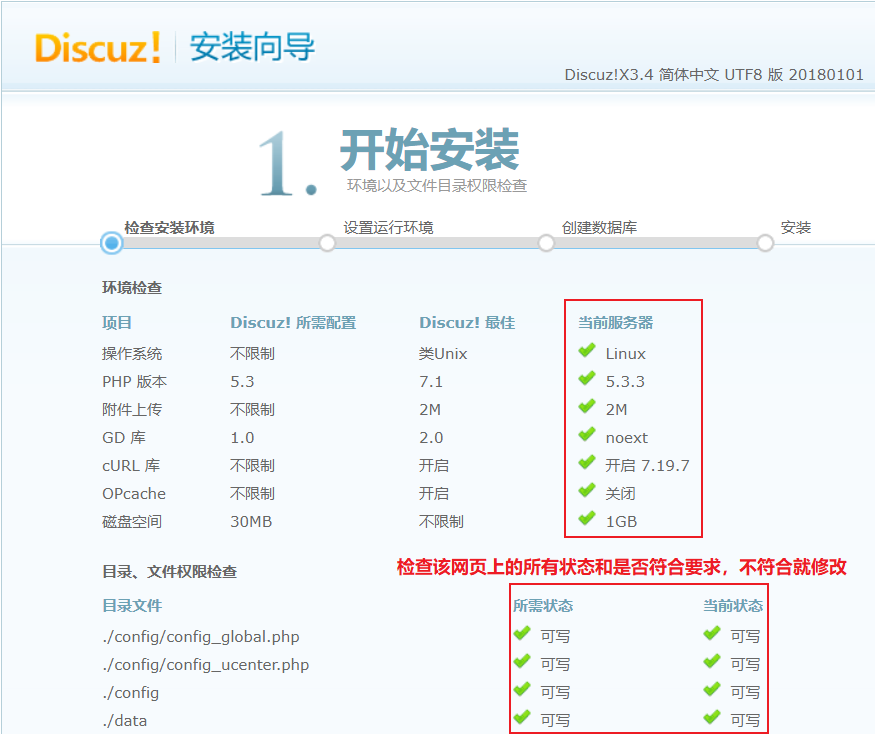 Discuz! 安装向导
Discuz!X3.4 简体中文 UTF8 版 20180101
1. 开始安装
环境以及文件目录权限检查
检查安装环境 设置运行环境 创建数据库 安装
环境检查
项目 Discuz! 所需配置 Discuz! 最佳 当前服务器
操作系统 不限制 类Unix Linux
PHP 版本 5.3 7.1 5.3.3
附件上传 不限制 2M 2M
GD 库 1.0 2.0 noext
cURL 库 不限制 开启 开启 7.19.7
OPcache 不限制 开启 关闭
磁盘空间 30MB 不限制 1GB
检查该网页上的所有状态和是否符合要求，不符合就修改
目录、文件权限检查
目录文件 所需状态 当前状态
./config/config_global.php 可写 可写
./config/config_ucenter.php 可写 可写
./config 可写 可写
./data 可写 可写